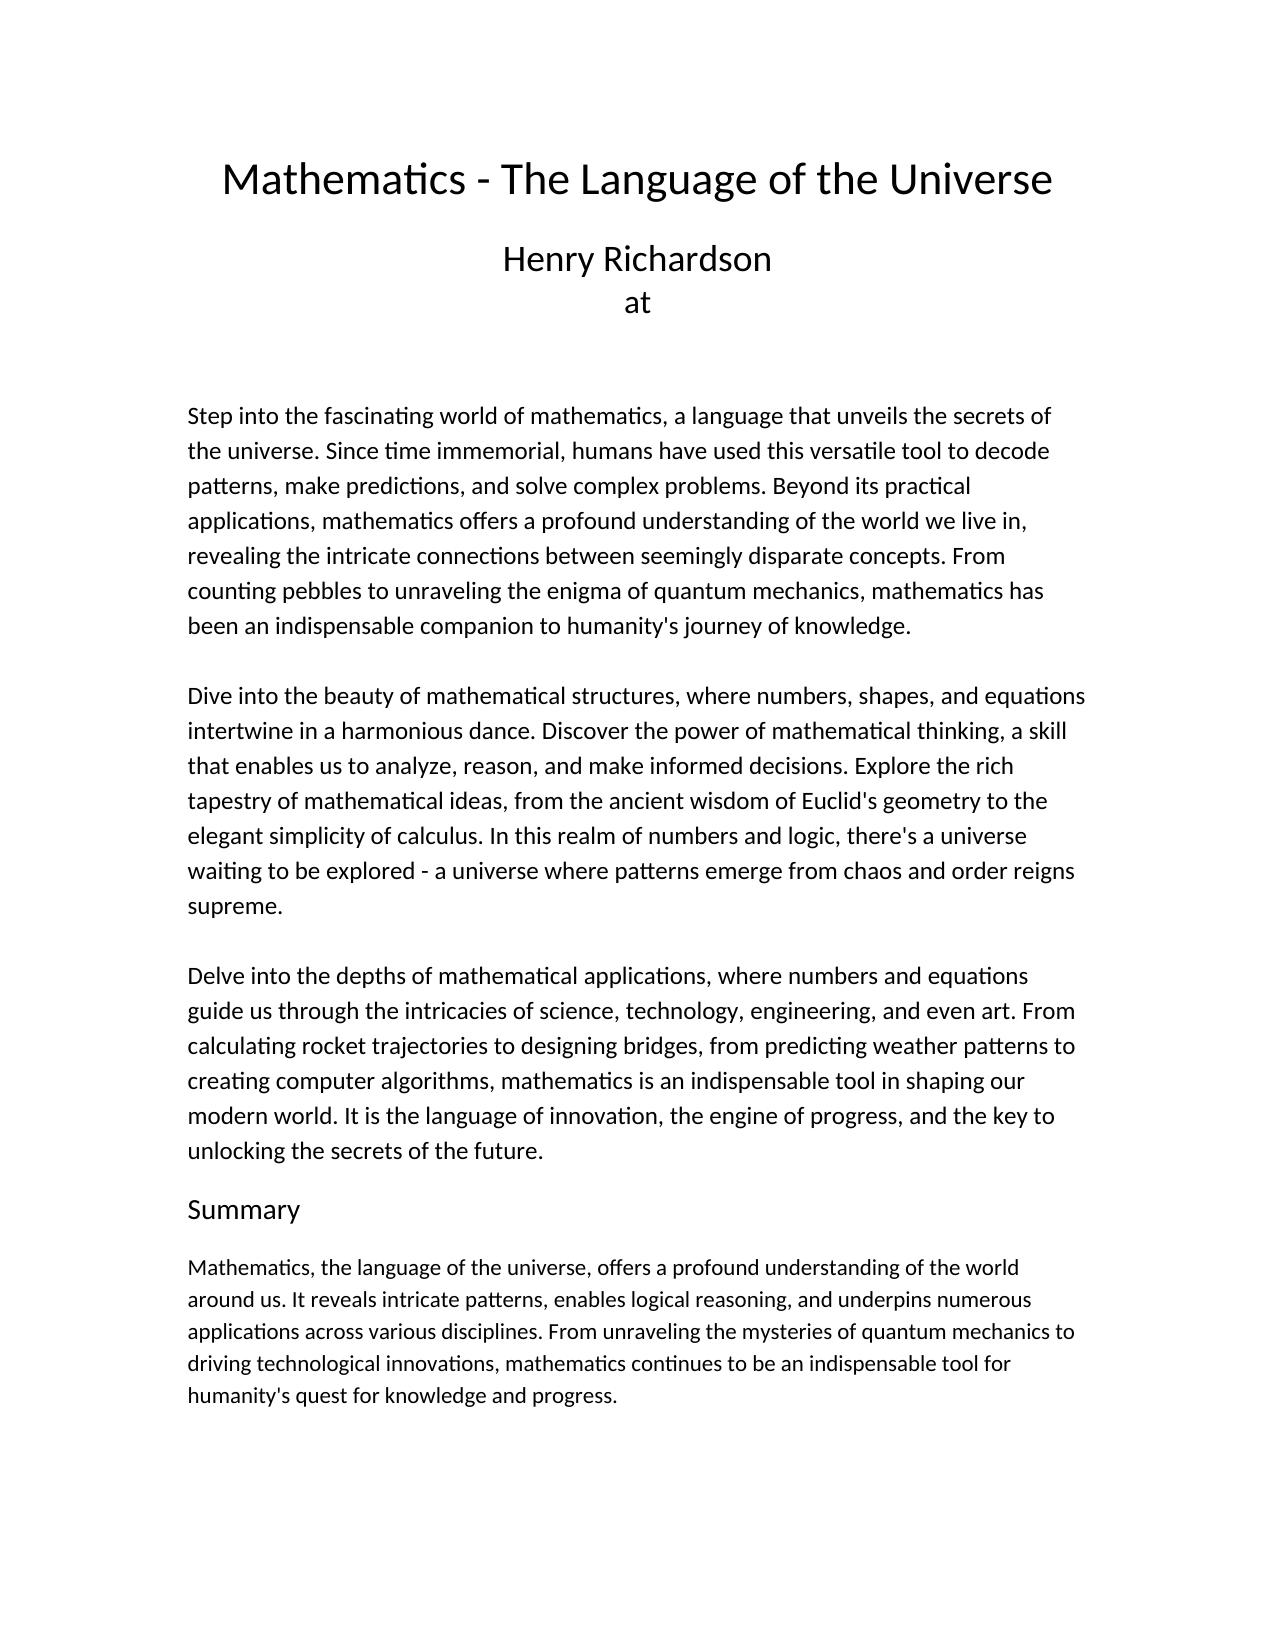 Mathematics - The Language of the Universe
Henry Richardson
at
Step into the fascinating world of mathematics, a language that unveils the secrets of
the universe. Since time immemorial, humans have used this versatile tool to decode
patterns, make predictions, and solve complex problems. Beyond its practical
applications, mathematics offers a profound understanding of the world we live in,
revealing the intricate connections between seemingly disparate concepts. From
counting pebbles to unraveling the enigma of quantum mechanics, mathematics has
been an indispensable companion to humanity's journey of knowledge.
Dive into the beauty of mathematical structures, where numbers, shapes, and equations
intertwine in a harmonious dance. Discover the power of mathematical thinking, a skill
that enables us to analyze, reason, and make informed decisions. Explore the rich
tapestry of mathematical ideas, from the ancient wisdom of Euclid's geometry to the
elegant simplicity of calculus. In this realm of numbers and logic, there's a universe
waiting to be explored - a universe where patterns emerge from chaos and order reigns
supreme.
Delve into the depths of mathematical applications, where numbers and equations
guide us through the intricacies of science, technology, engineering, and even art. From
calculating rocket trajectories to designing bridges, from predicting weather patterns to
creating computer algorithms, mathematics is an indispensable tool in shaping our
modern world. It is the language of innovation, the engine of progress, and the key to
unlocking the secrets of the future.
Summary
Mathematics, the language of the universe, offers a profound understanding of the world
around us. It reveals intricate patterns, enables logical reasoning, and underpins numerous
applications across various disciplines. From unraveling the mysteries of quantum mechanics to
driving technological innovations, mathematics continues to be an indispensable tool for
humanity's quest for knowledge and progress.